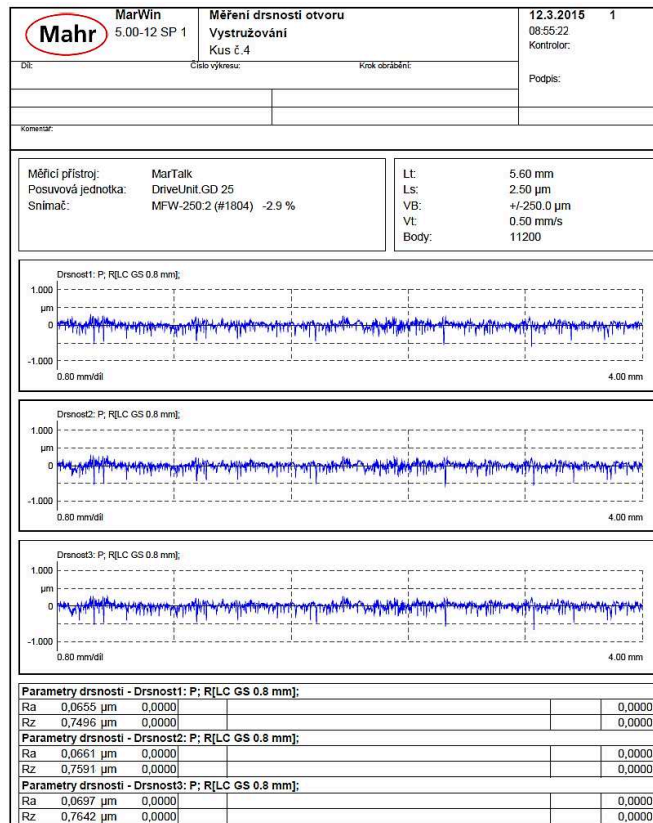 Mahr
MarWin
5.00-12 SP 1
Měření drsnosti otvoru
Vystružování
Kus č.4
12.3.2015 1
08:55:22
Kontrolor:
Díl: Číslo výkresu: Krok obrábění:
Podpis:
Komentář:
Měřicí přístroj: MarTalk
Posuvová jednotka: DriveUnit.GD 25
Snímač: MFW-250:2 (#1804) -2.9 %
Lt: 5.60 mm
Ls: 2.50 µm
VB: +/-250.0 µm
Vt: 0.50 mm/s
Body: 11200
Drsnost1: P; R[LC GS 0.8 mm];
1.000
µm
0
-1.000
0.80 mm/díl 4.00 mm
Drsnost2: P; R[LC GS 0.8 mm];
1.000
µm
0
-1.000
0.80 mm/díl 4.00 mm
Drsnost3: P; R[LC GS 0.8 mm];
1.000
µm
0
-1.000
0.80 mm/díl 4.00 mm
Parametry drsnosti - Drsnost1: P; R[LC GS 0.8 mm];
Ra 0,0655 µm 0,0000 0,0000
Rz 0,7496 µm 0,0000 0,0000
Parametry drsnosti - Drsnost2: P; R[LC GS 0.8 mm];
Ra 0,0661 µm 0,0000 0,0000
Rz 0,7591 µm 0,0000 0,0000
Parametry drsnosti - Drsnost3: P; R[LC GS 0.8 mm];
Ra 0,0697 µm 0,0000 0,0000
Rz 0,7642 µm 0,0000 0,0000